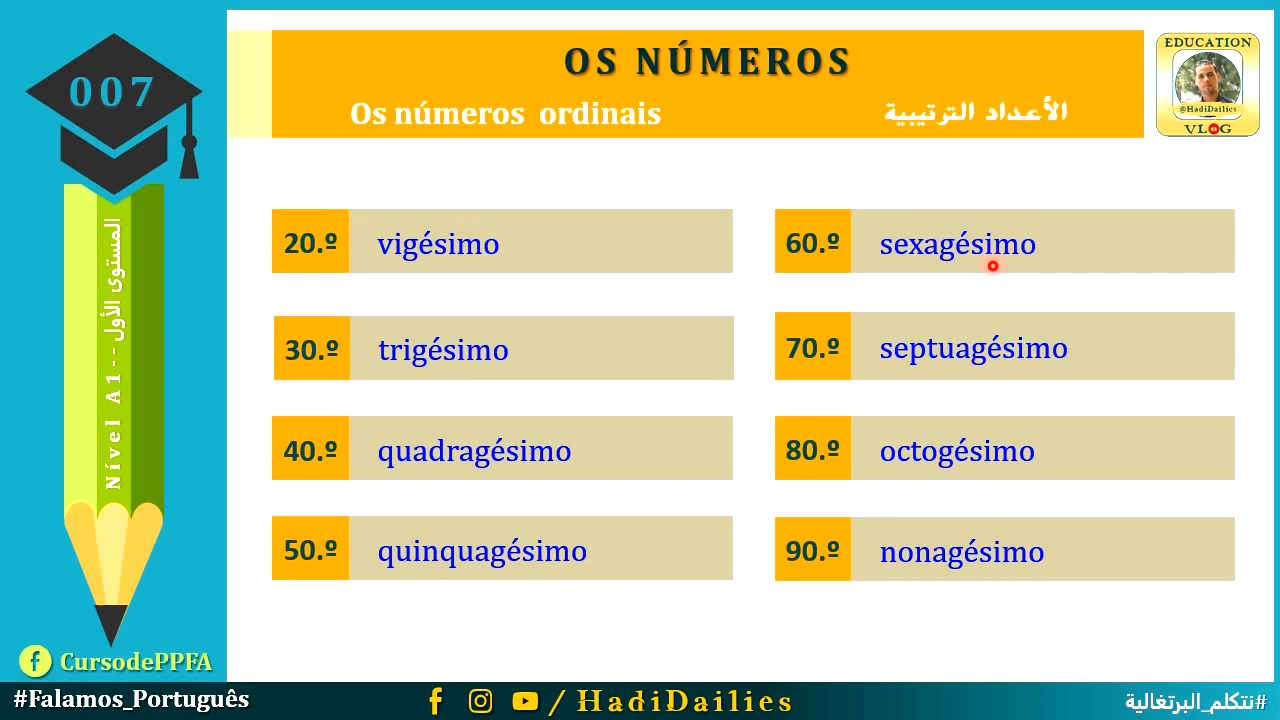 007
OS NÚMEROS
Os números ordinais
الأعداد الترتيبية
EDUCATION
@HadiDailies
VLOG
المستوى الأول -- Nível A1
20.º vigésimo
30.º trigésimo
40.º quadragésimo
50.º quinquagésimo
60.º sexagésimo
70.º septuagésimo
80.º octogésimo
90.º nonagésimo
CursodePPFA
#Falamos_Português
/ HadiDailies
#نتكلم_البرتغالية